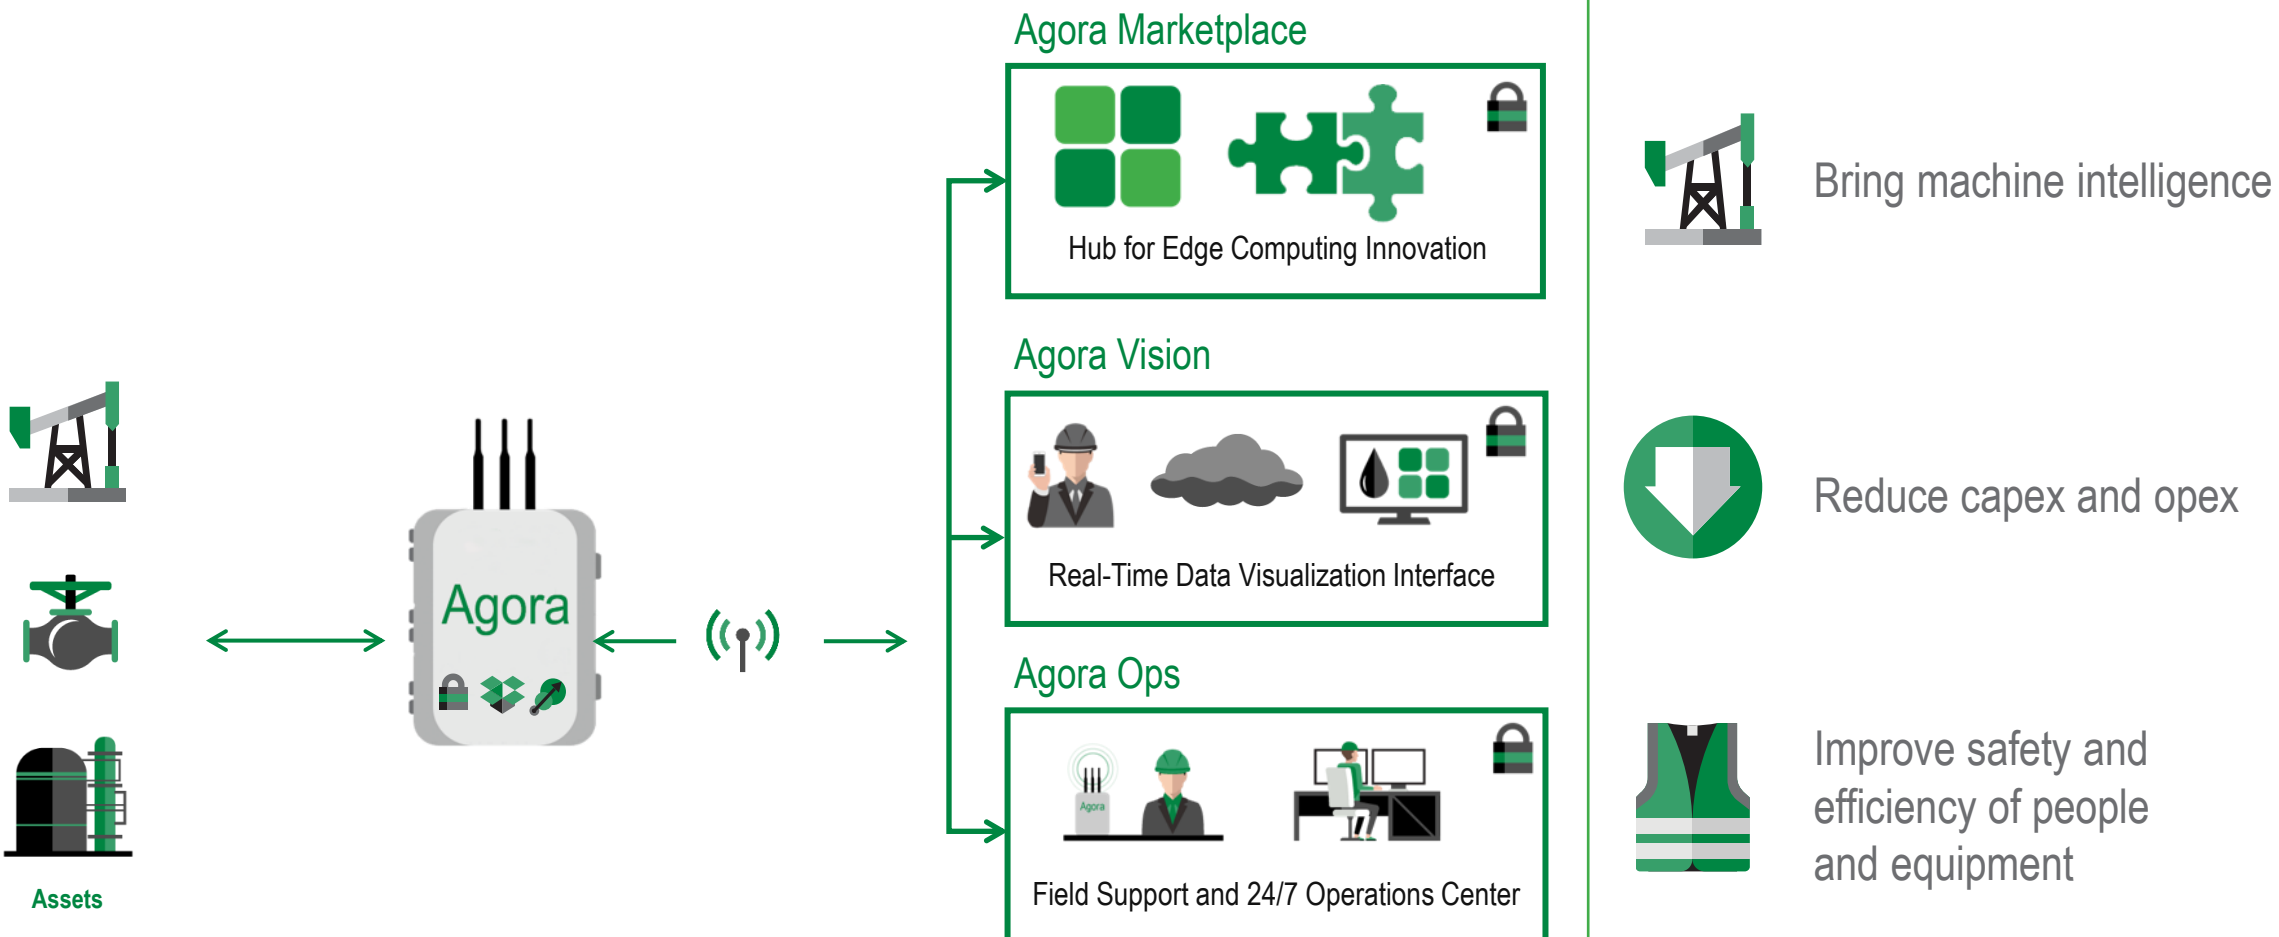 Agora Marketplace
Hub for Edge Computing Innovation
Agora Vision
Real-Time Data Visualization Interface
Agora Ops
Agora
Field Support and 24/7 Operations Center
Agora
Assets
Bring machine intelligence
Reduce capex and opex
Improve safety and
efficiency of people
and equipment